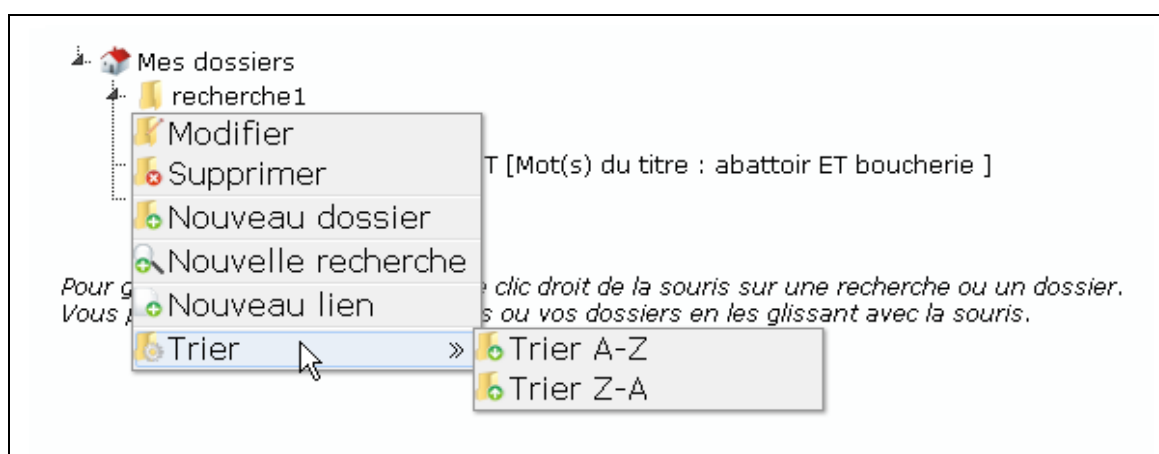 Mes dossiers
recherche1
Modifier
T [Mot(s) du titre : abattoir ET boucherie ]
Supprimer
Nouveau dossier
Nouvelle recherche
Pour clic droit de la souris sur une recherche ou un dossier.
Nouveau lien
Vous ou vos dossiers en les glissant avec la souris.
Trier »
Trier A-Z
Trier Z-A